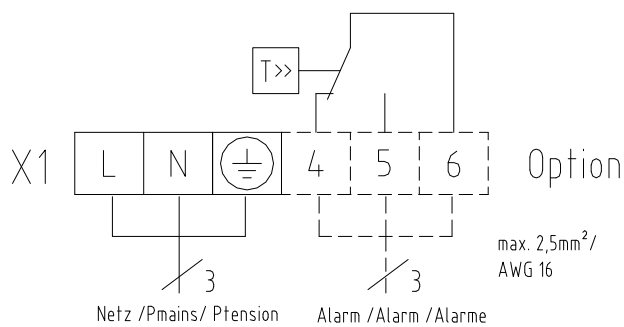 T>>
X1 L N 4 5 6 Option
max. 2,5mm²/
AWG 16
3 3
Netz /Pmains/ Ptension Alarm /Alarm /Alarme